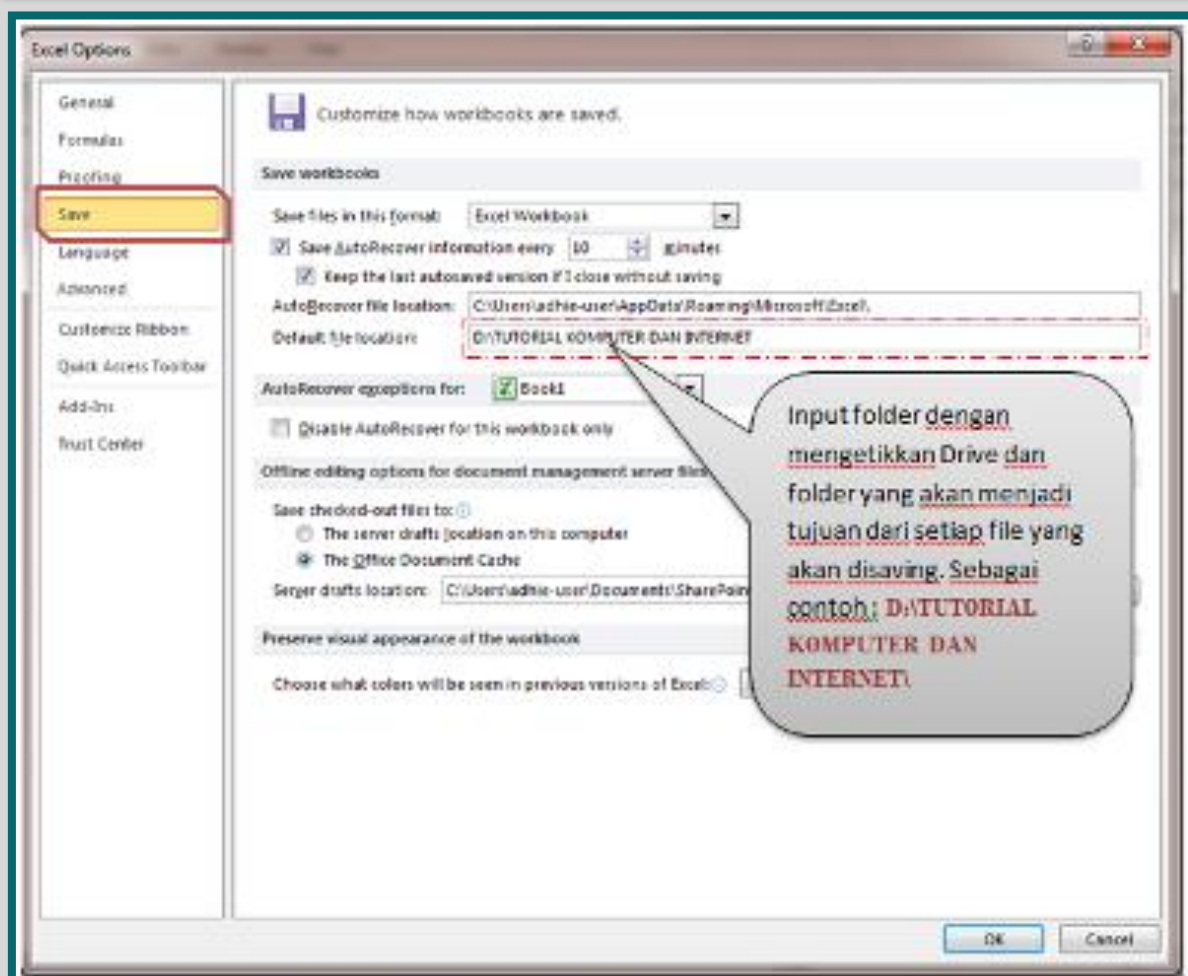 Excel Options
General
Formulas
Proofing
Save
Language
Advanced
Customize Ribbon
Quick Access Toolbar
Add-Ins
Trust Center
Customize how workbooks are saved.
Save workbooks
Save files in this format: Excel Workbook
Save AutoRecover information every 10 minutes
Keep the last autosaved version if I close without saving
AutoRecover file location: C:\Users\adhie-user\AppData\Roaming\Microsoft\Excel\
Default file location: D:\TUTORIAL KOMPUTER DAN INTERNET
AutoRecover exceptions for: Book1
Disable AutoRecover for this workbook only
Offline editing options for document management server files
Save checked-out files to:
The server drafts location on this computer
The Office Document Cache
Server drafts location: C:\Users\adhie-user\Documents\SharePoin
Preserve visual appearance of the workbook
Choose what colors will be seen in previous versions of Excel:
Input folder dengan
mengetikkan Drive dan
folder yang akan menjadi
tujuan dari setiap file yang
akan disaving. Sebagai
contoh : D:\TUTORIAL
KOMPUTER DAN
INTERNET\
OK Cancel